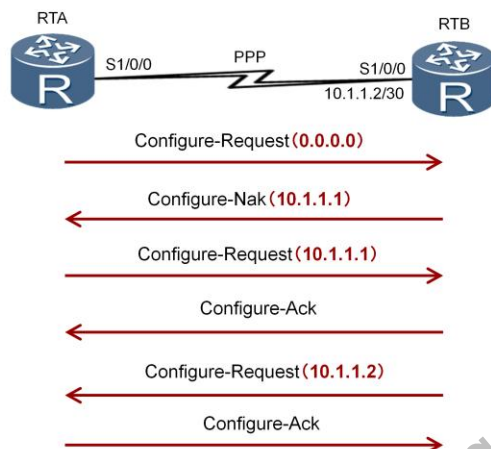 RTA
RTB
S1/0/0
PPP
S1/0/0
10.1.1.2/30
R
R
Configure-Request(0.0.0.0)
Configure-Nak(10.1.1.1)
Configure-Request(10.1.1.1)
Configure-Ack
Configure-Request(10.1.1.2)
Configure-Ack